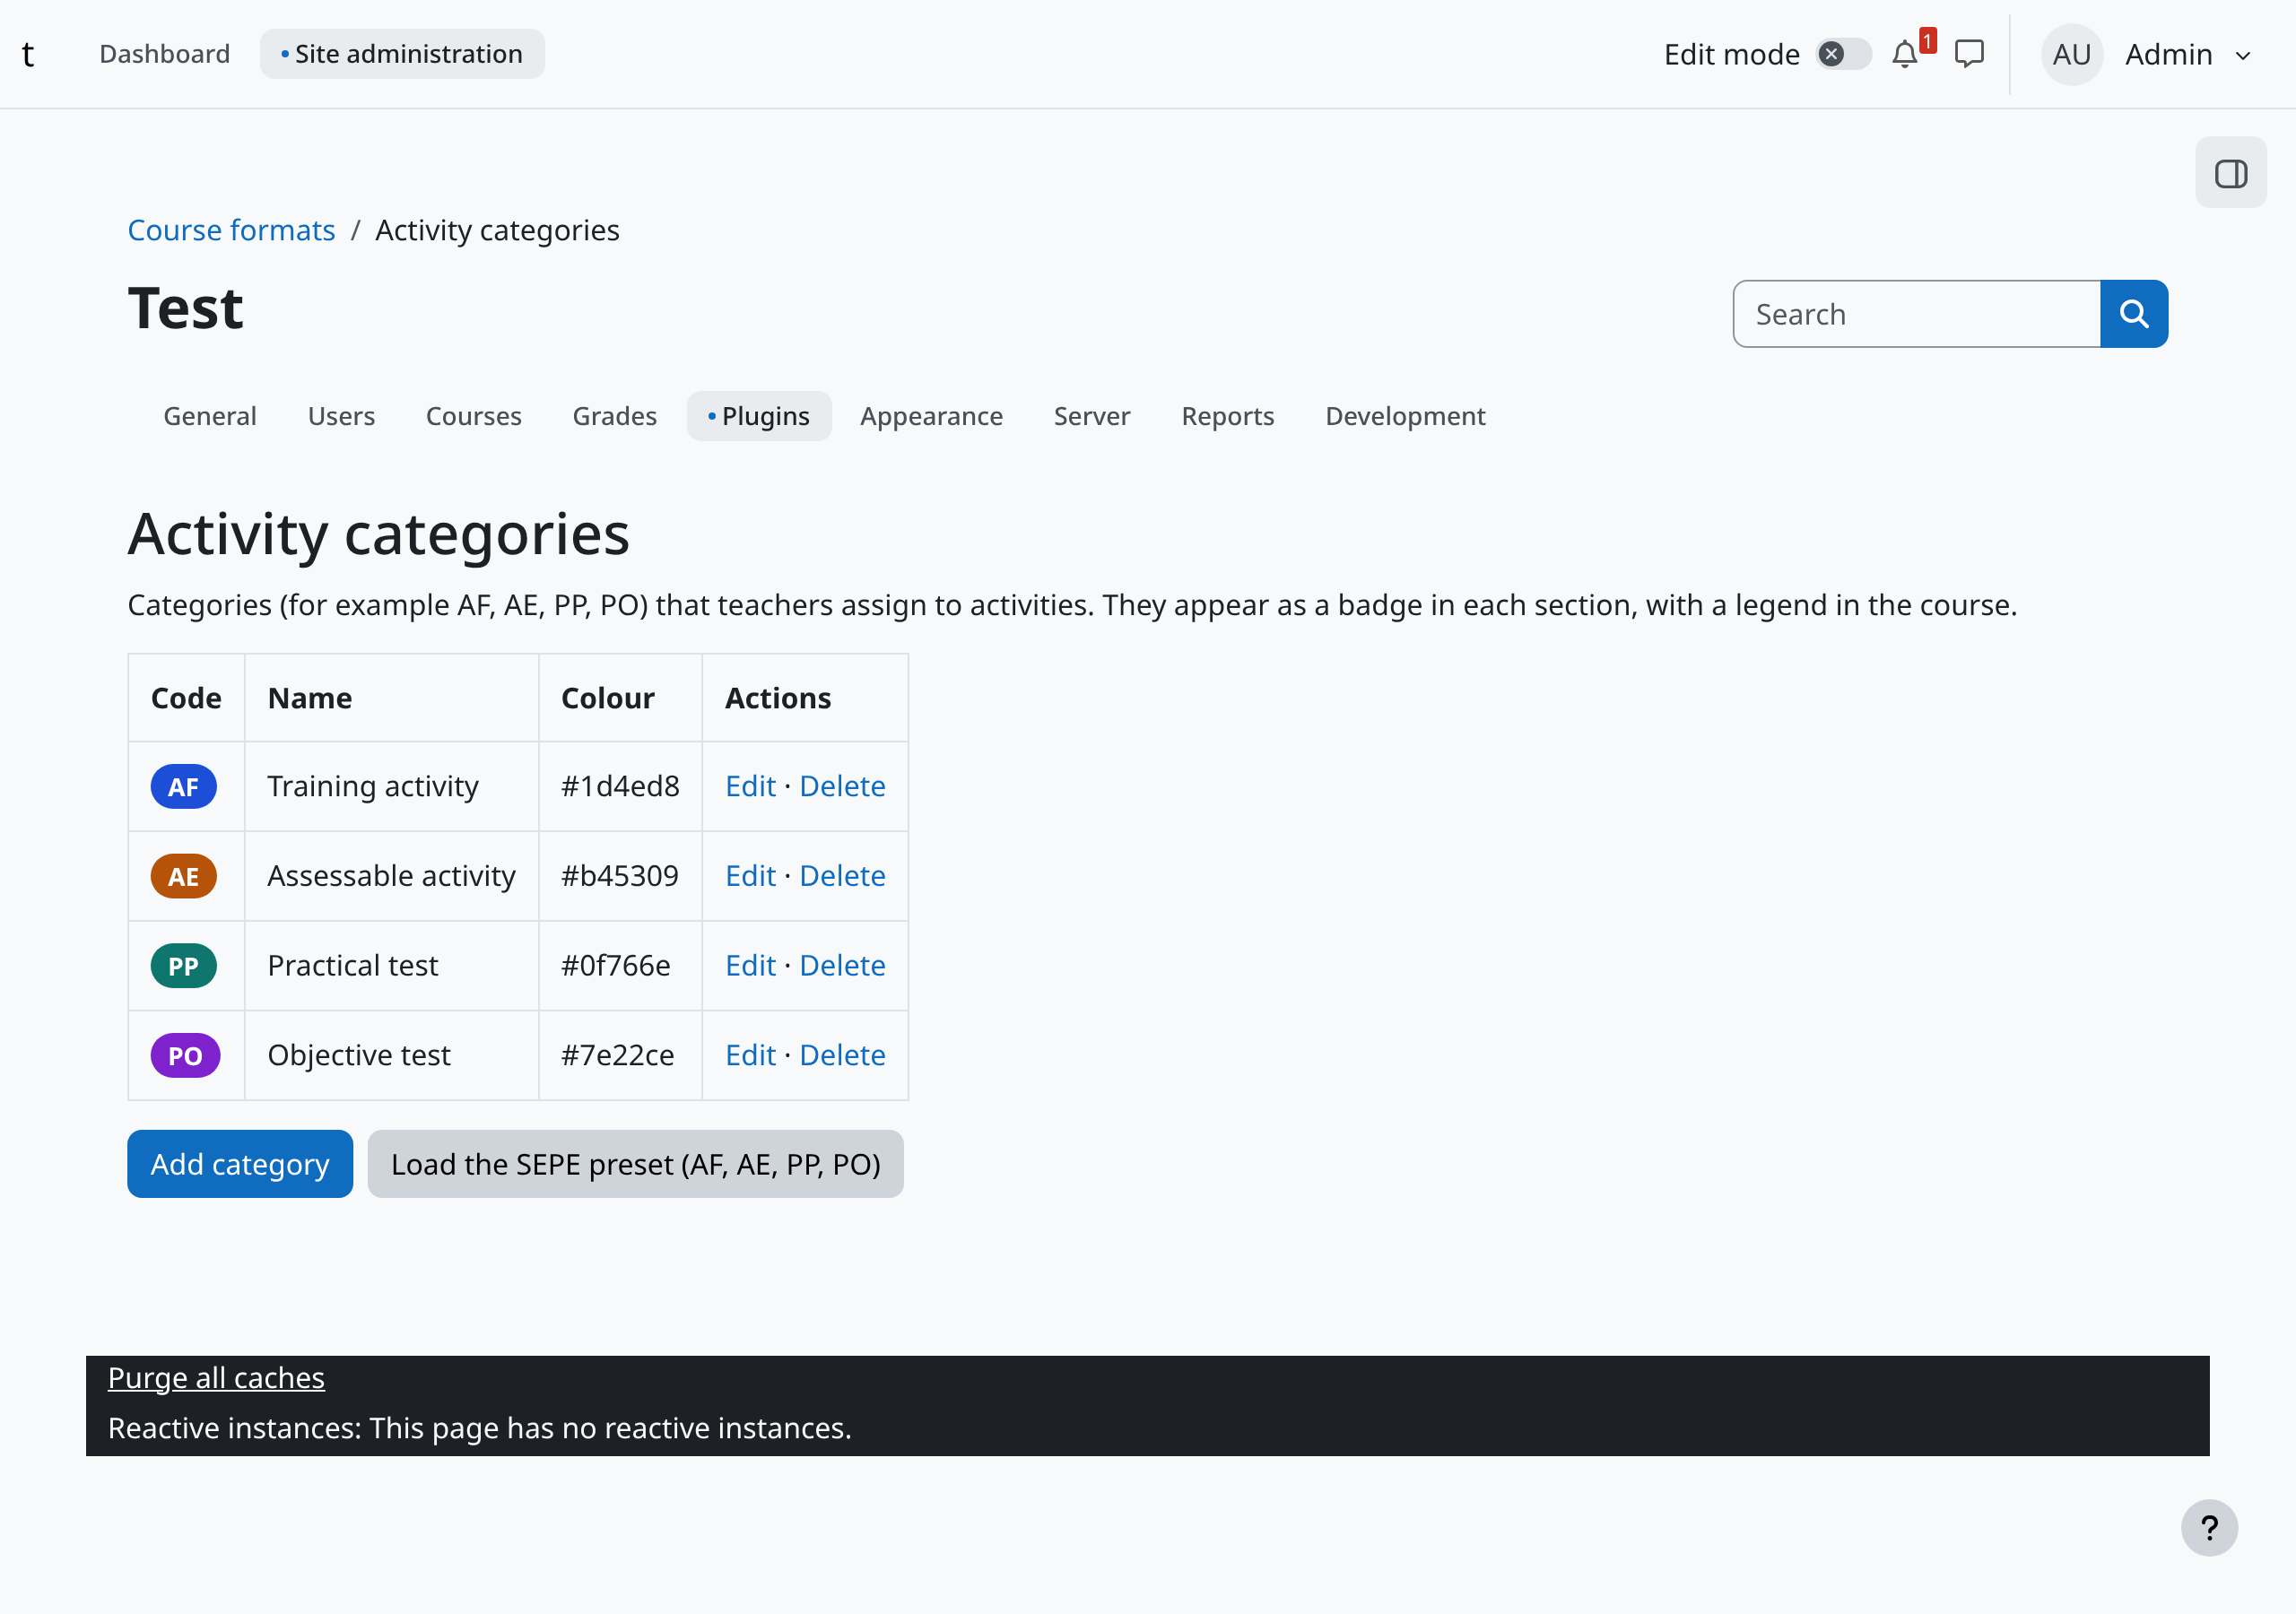 t Dashboard Site administration Edit mode 1 AU Admin
Course formats / Activity categories
Test
Search
General Users Courses Grades Plugins Appearance Server Reports Development
Activity categories
Categories (for example AF, AE, PP, PO) that teachers assign to activities. They appear as a badge in each section, with a legend in the course.
Code Name Colour Actions
AF Training activity #1d4ed8 Edit · Delete
AE Assessable activity #b45309 Edit · Delete
PP Practical test #0f766e Edit · Delete
PO Objective test #7e22ce Edit · Delete
Add category Load the SEPE preset (AF, AE, PP, PO)
Purge all caches
Reactive instances: This page has no reactive instances.
?